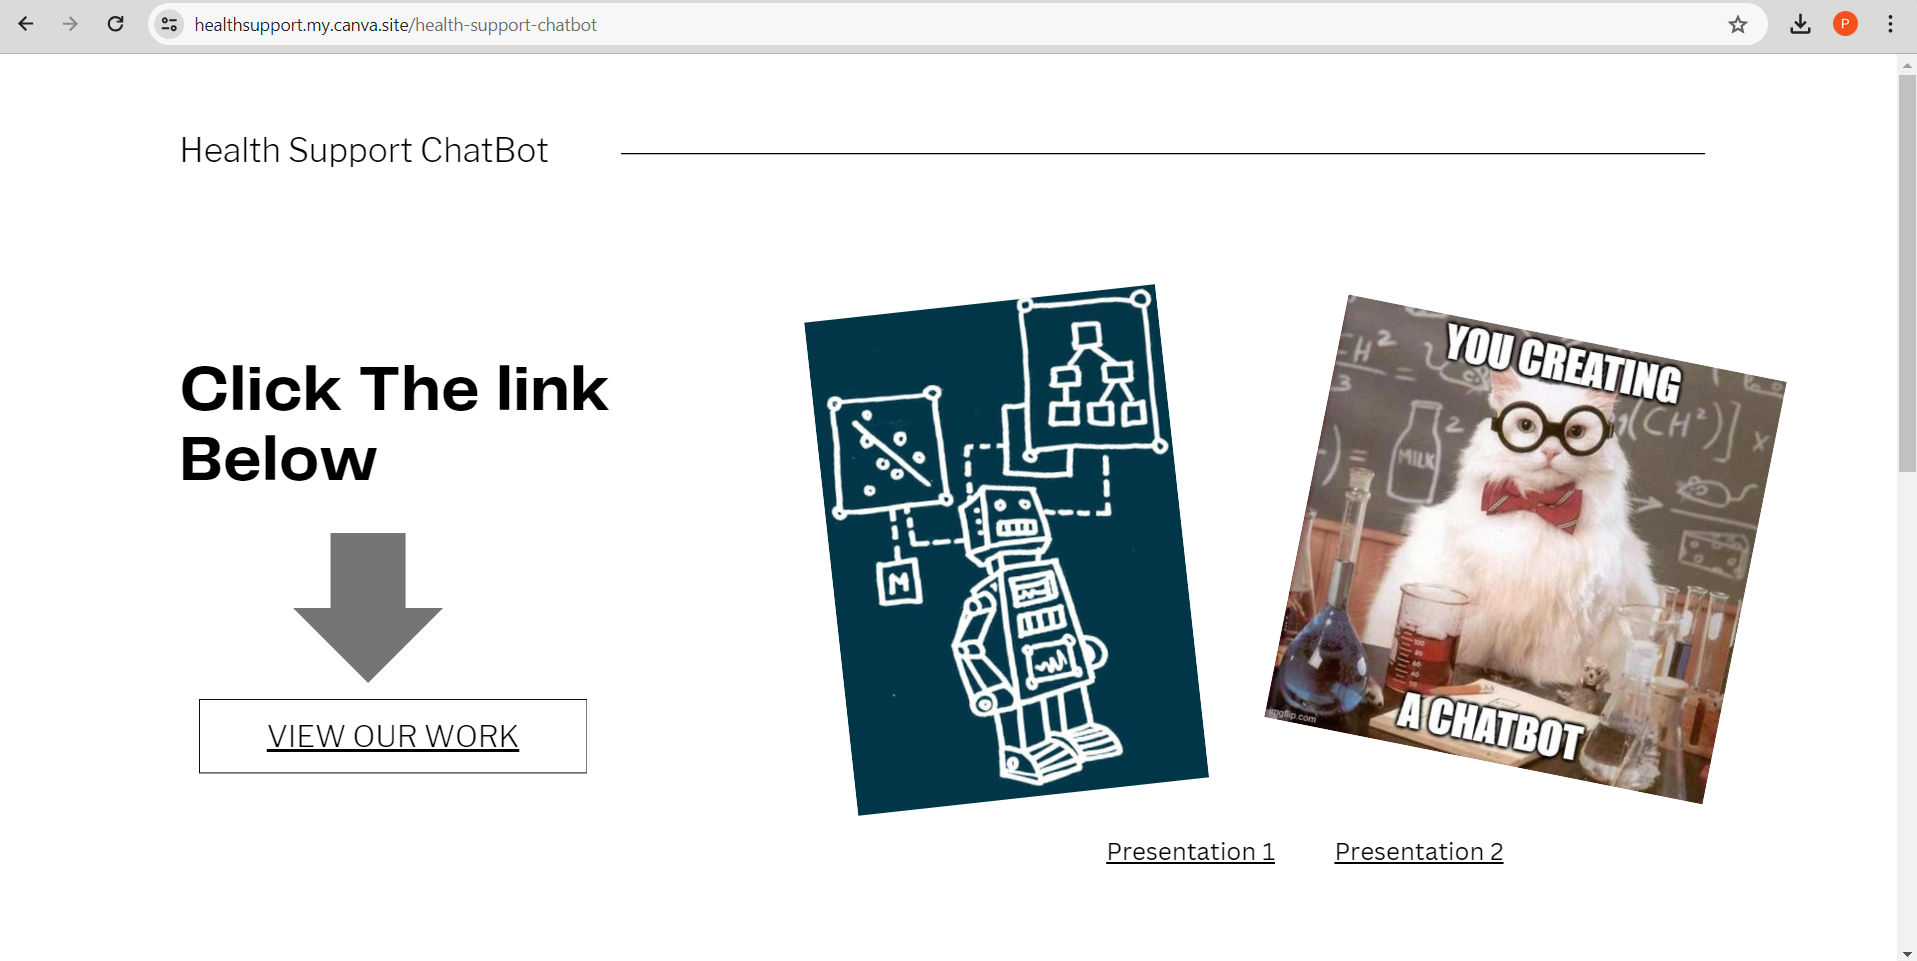 healthsupport.my.canva.site/health-support-chatbot
P
Health Support ChatBot
Click The link
Below
VIEW OUR WORK
M
YOU CREATING
MILK
A CHATBOT
imgflip.com
Presentation 1
Presentation 2